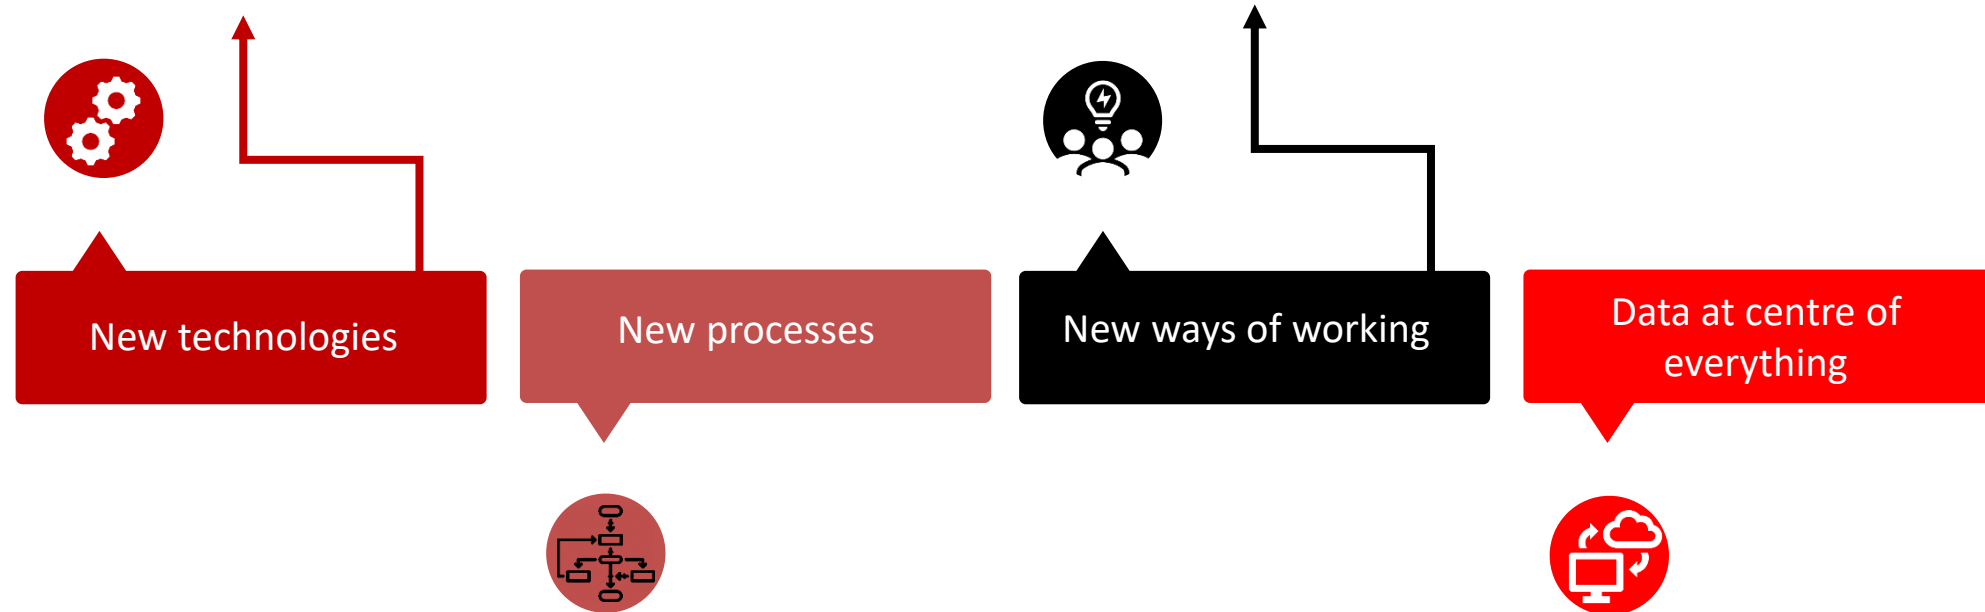 New technologies
New processes
New ways of working
Data at centre of
everything